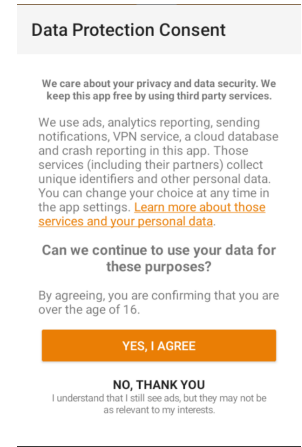 Data Protection Consent
We care about your privacy and data security. We
keep this app free by using third party services.
We use ads, analytics reporting, sending
notifications, VPN service, a cloud database
and crash reporting in this app. Those
services (including their partners) collect
unique identifiers and other personal data.
You can change your choice at any time in
the app settings. Learn more about those
services and your personal data.
Can we continue to use your data for
these purposes?
By agreeing, you are confirming that you are
over the age of 16.
YES, I AGREE
NO, THANK YOU
I understand that I still see ads, but they may not be
as relevant to my interests.